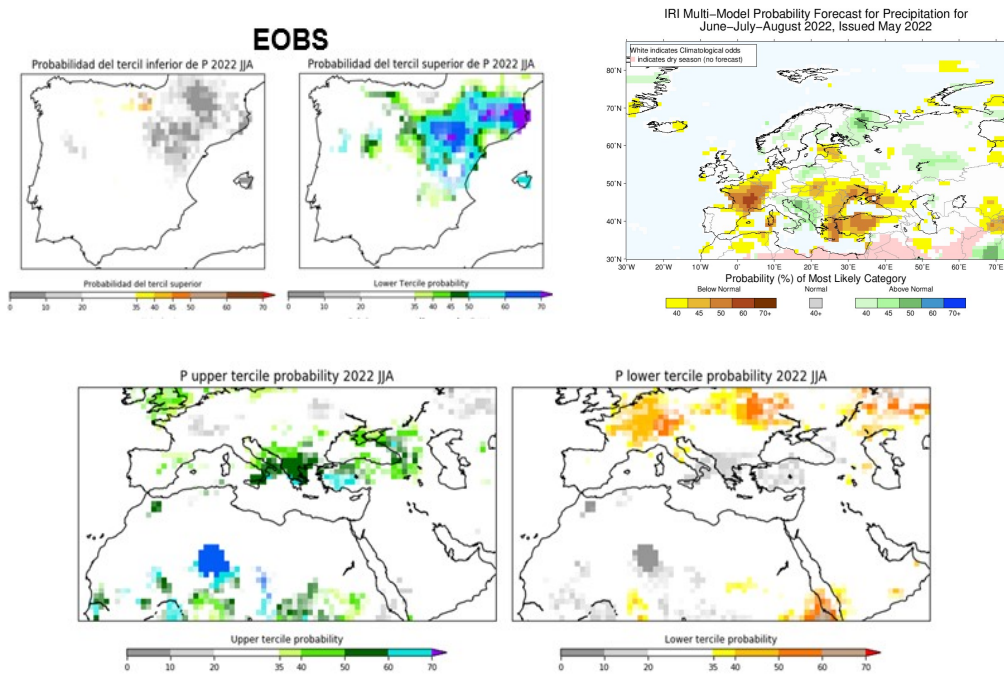 EOBS
Probabilidad del tercil inferior de P 2022 JJA
Probabilidad del tercil superior de P 2022 JJA
Probabilidad del tercil superior
0 10 20 35 40 45 50 60 70
Lower Tercile probability
0 10 20 35 40 45 50 60 70
IRI Multi-Model Probability Forecast for Precipitation for
June-July-August 2022, Issued May 2022
White indicates Climatological odds
indicates dry season (no forecast)
80°N
70°N
60°N
50°N
40°N
30°N
30°W 20°W 10°W 0° 10°E 20°E 30°E 40°E 50°E 60°E 70°E
Probability (%) of Most Likely Category
Below Normal Normal Above Normal
40 45 50 60 70+ 40+ 40 45 50 60 70+
P upper tercile probability 2022 JJA
P lower tercile probability 2022 JJA
Upper tercile probability
0 10 20 35 40 50 60 70
Lower tercile probability
0 10 20 35 40 50 60 70